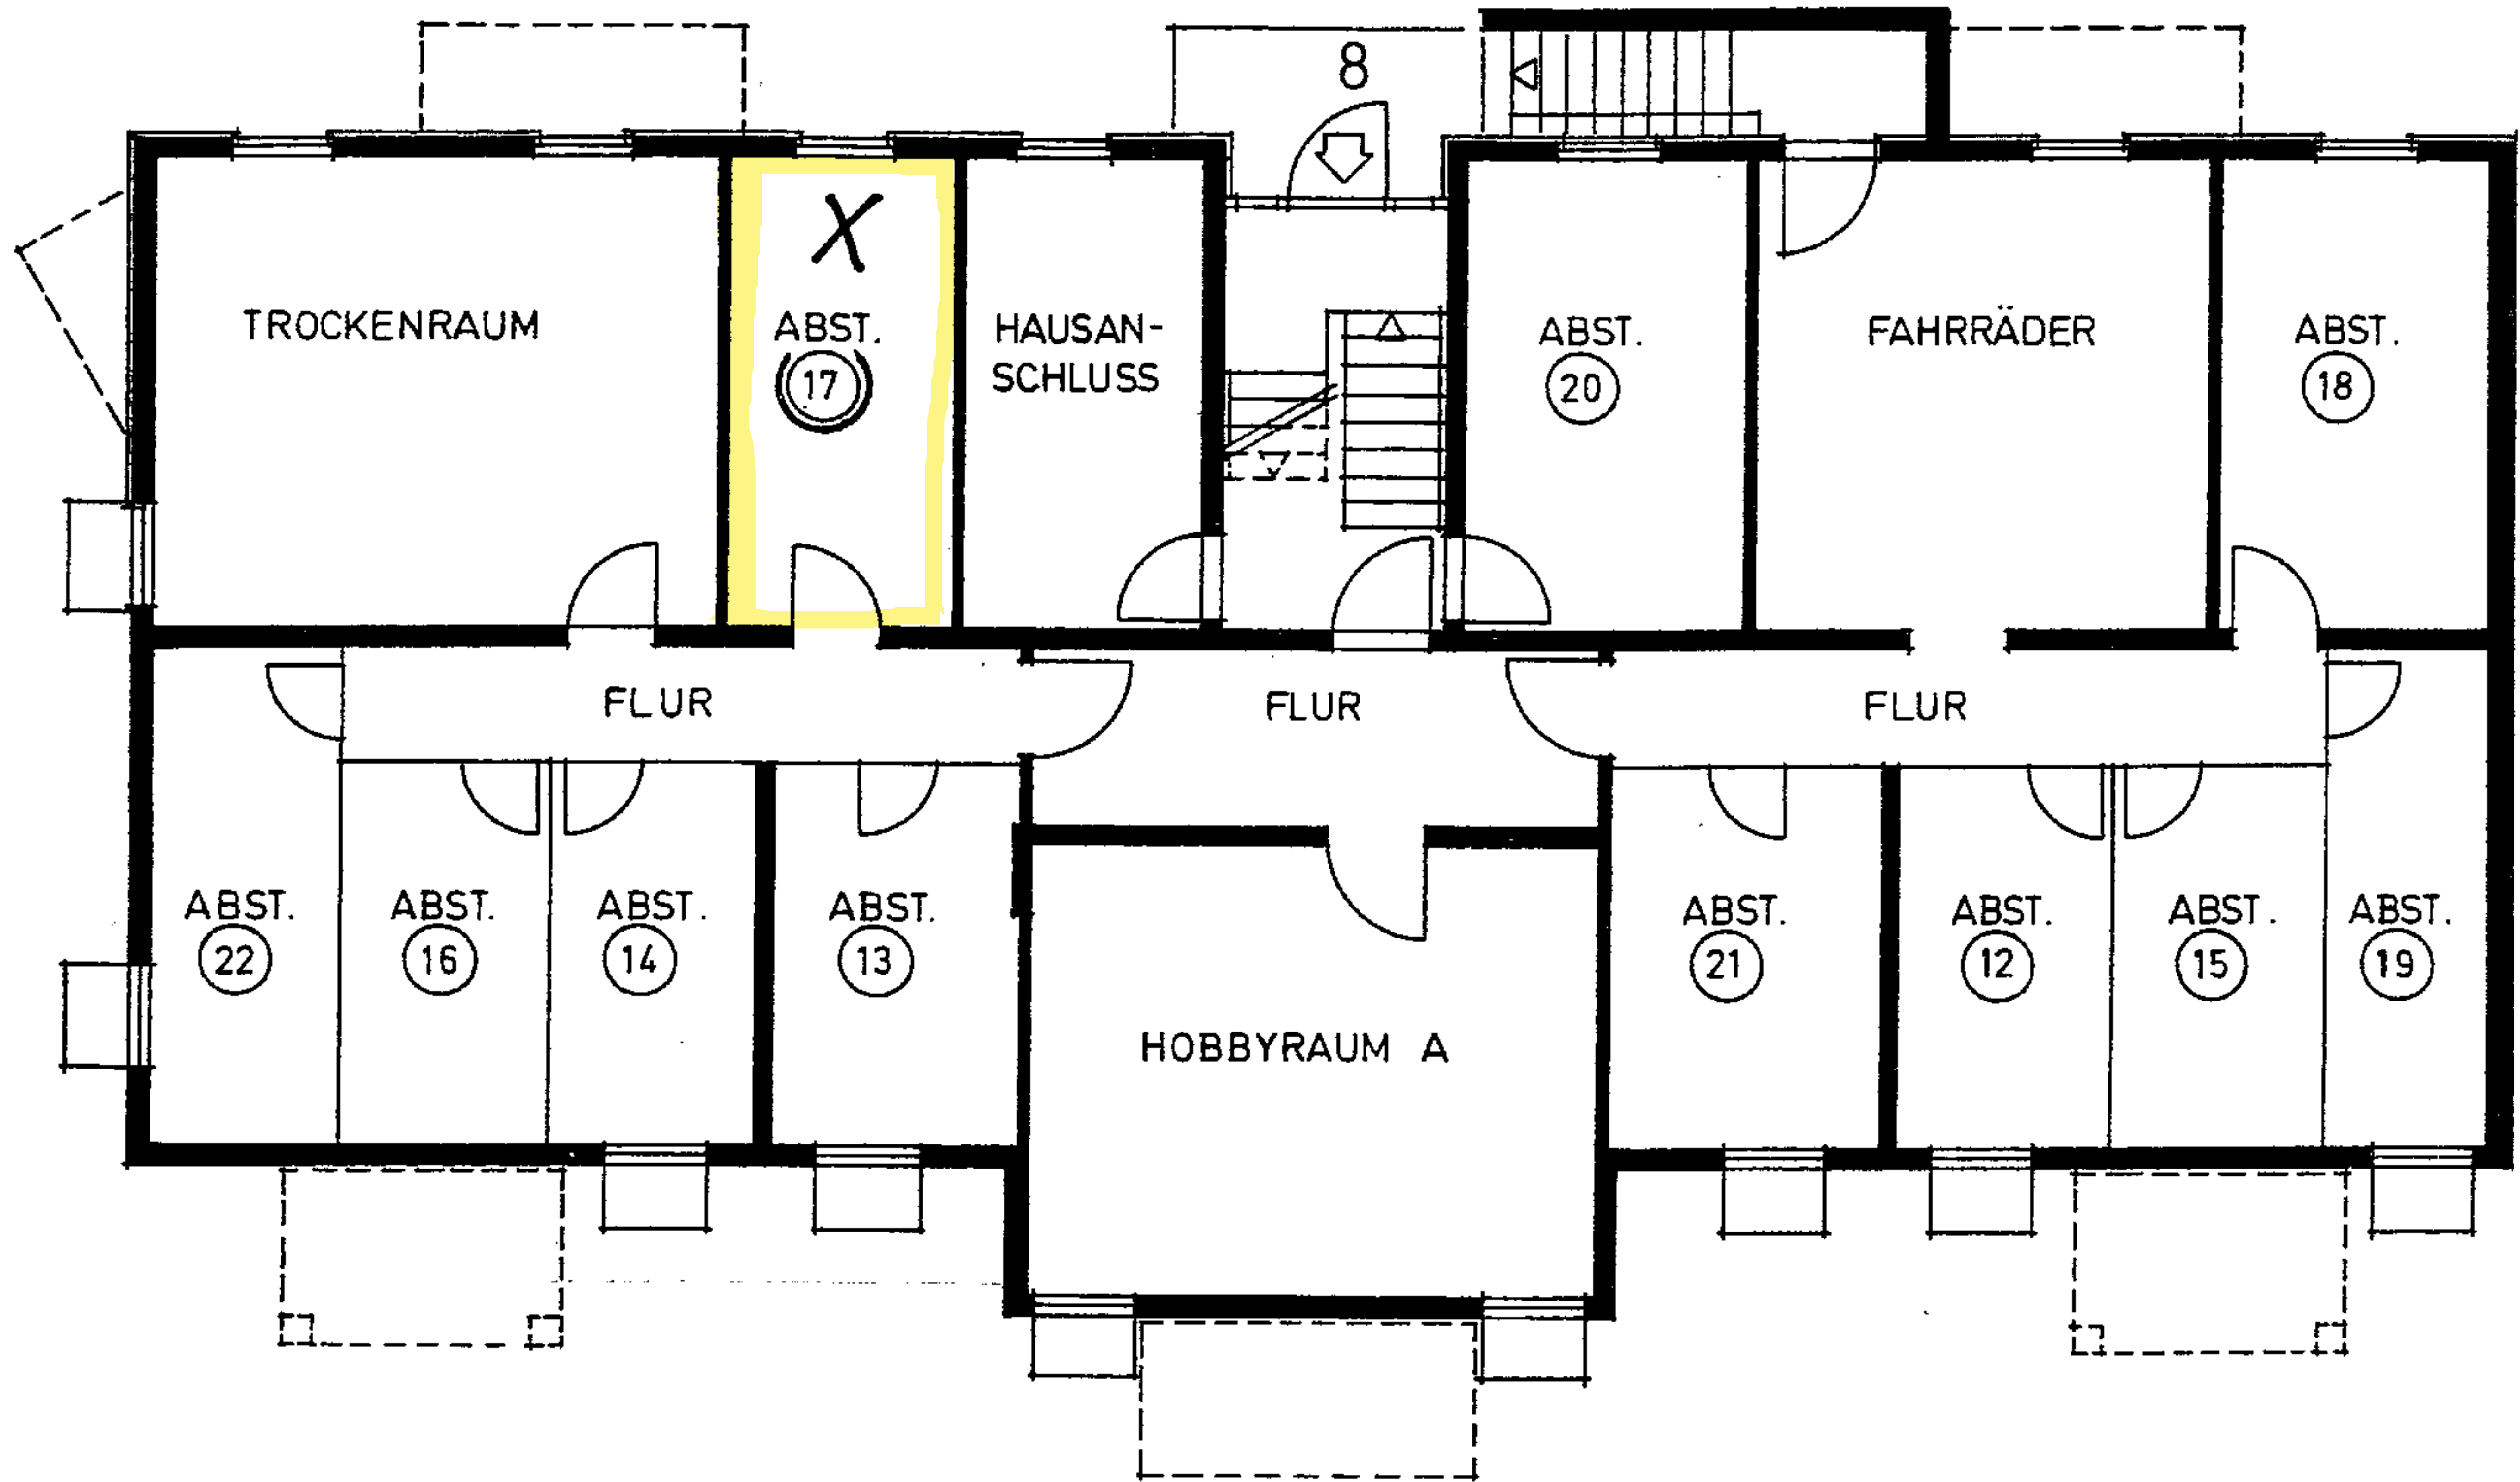 8
X
TROCKENRAUM
ABST.
17
HAUSAN-
SCHLUSS
ABST.
20
FAHRRÄDER
ABST.
18
FLUR
FLUR
FLUR
ABST.
22
ABST.
16
ABST.
14
ABST.
13
HOBBYRAUM A
ABST.
21
ABST.
12
ABST.
15
ABST.
19